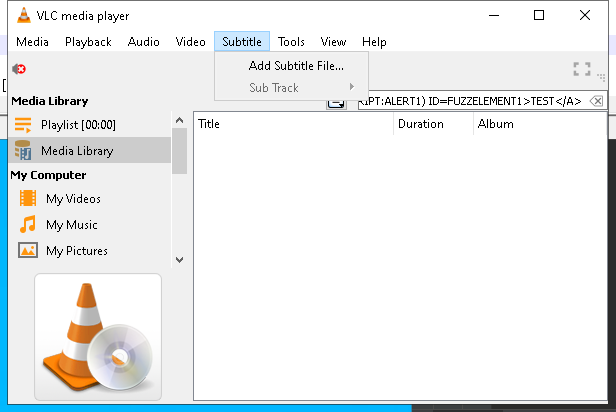 VLC media player
Media Playback Audio Video Subtitle Tools View Help
Add Subtitle File...
Sub Track
Media Library
RIPT:ALERT1) ID=FUZZELEMENT1>TEST</A>
Playlist [00:00]
Title Duration Album
Media Library
My Computer
My Videos
My Music
My Pictures